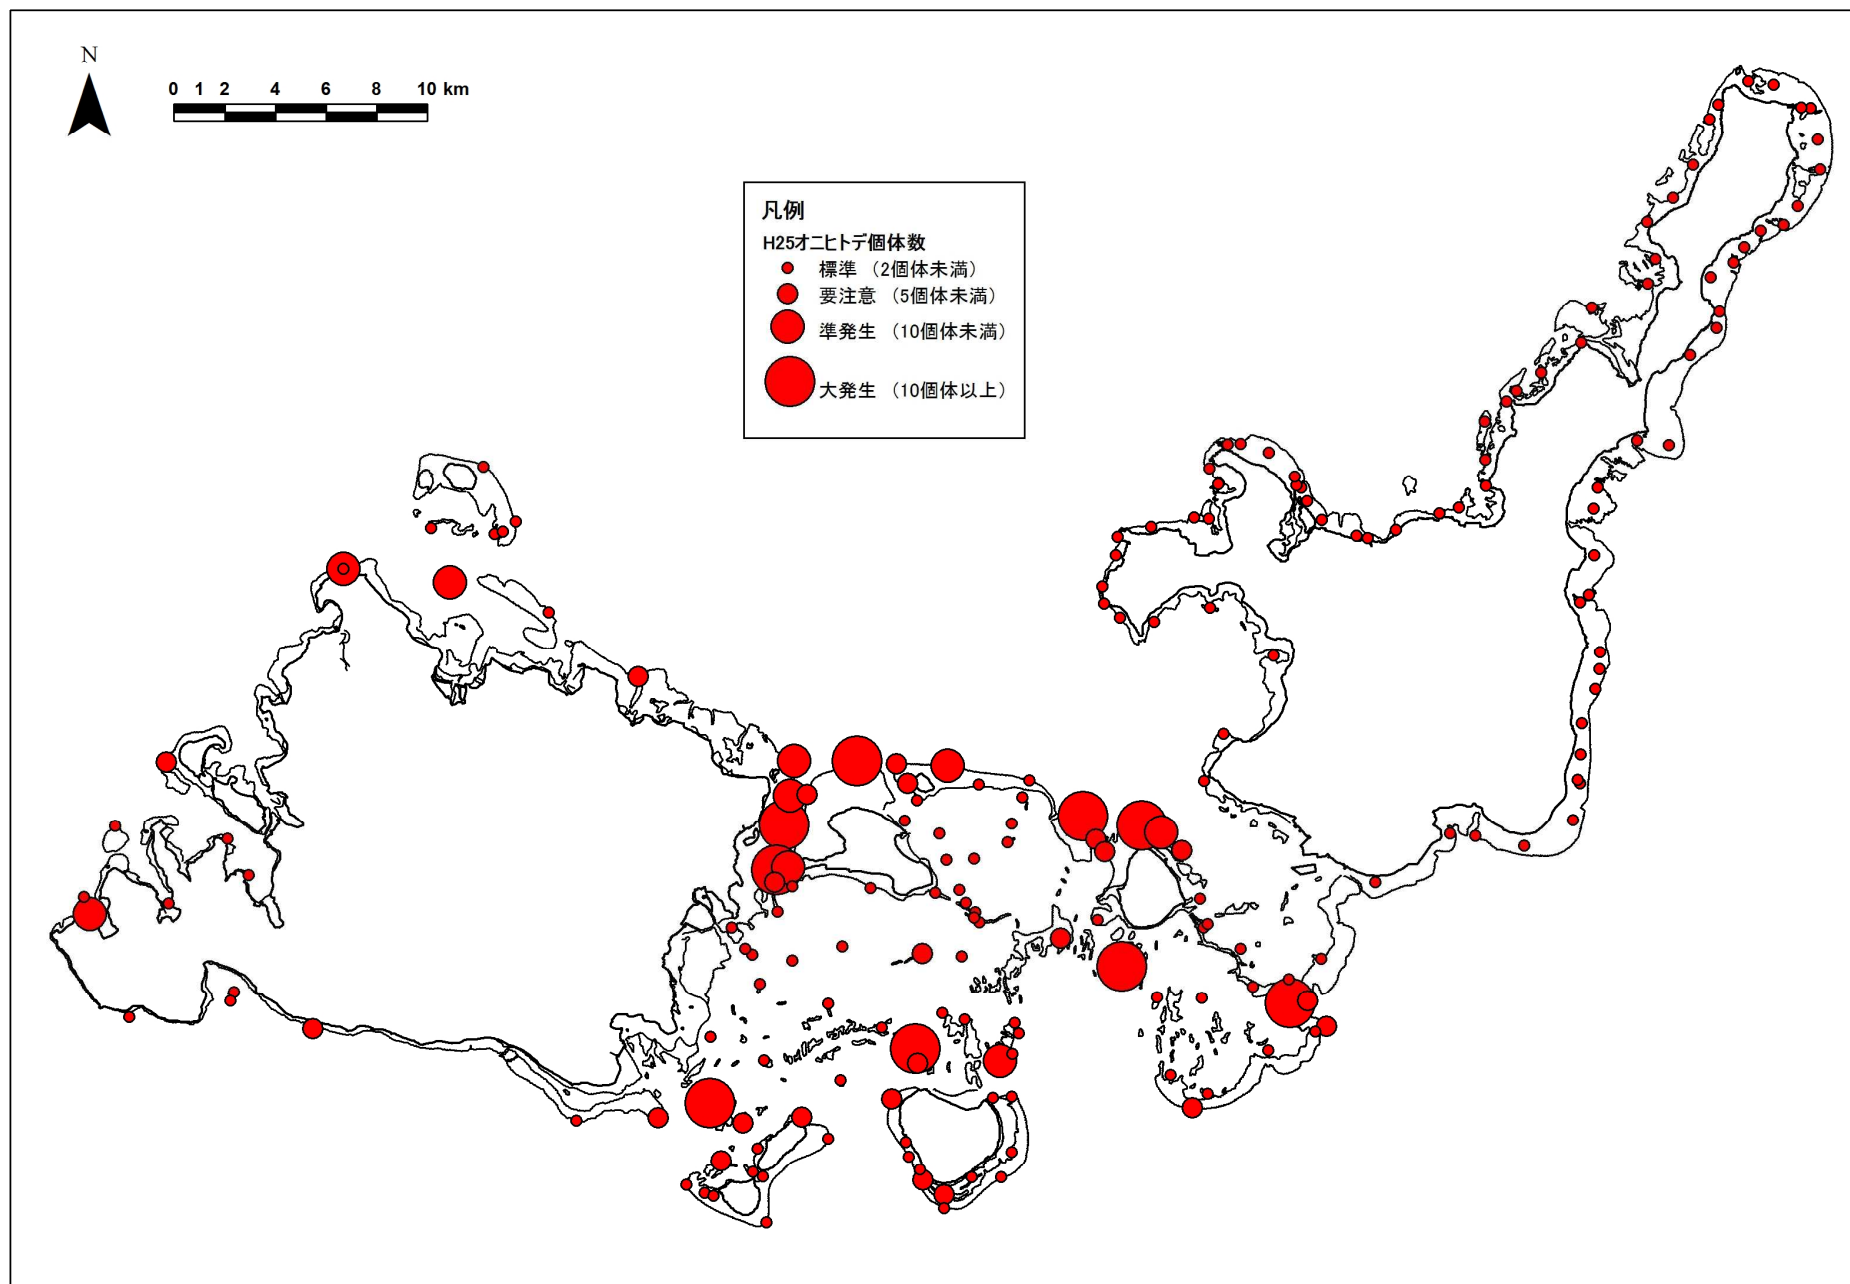 N
0 1 2 4 6 8 10 km
凡例
H25オニヒトデ個体数
標準 （2個体未満）
要注意 （5個体未満）
準発生 （10個体未満）
大発生 （10個体以上）